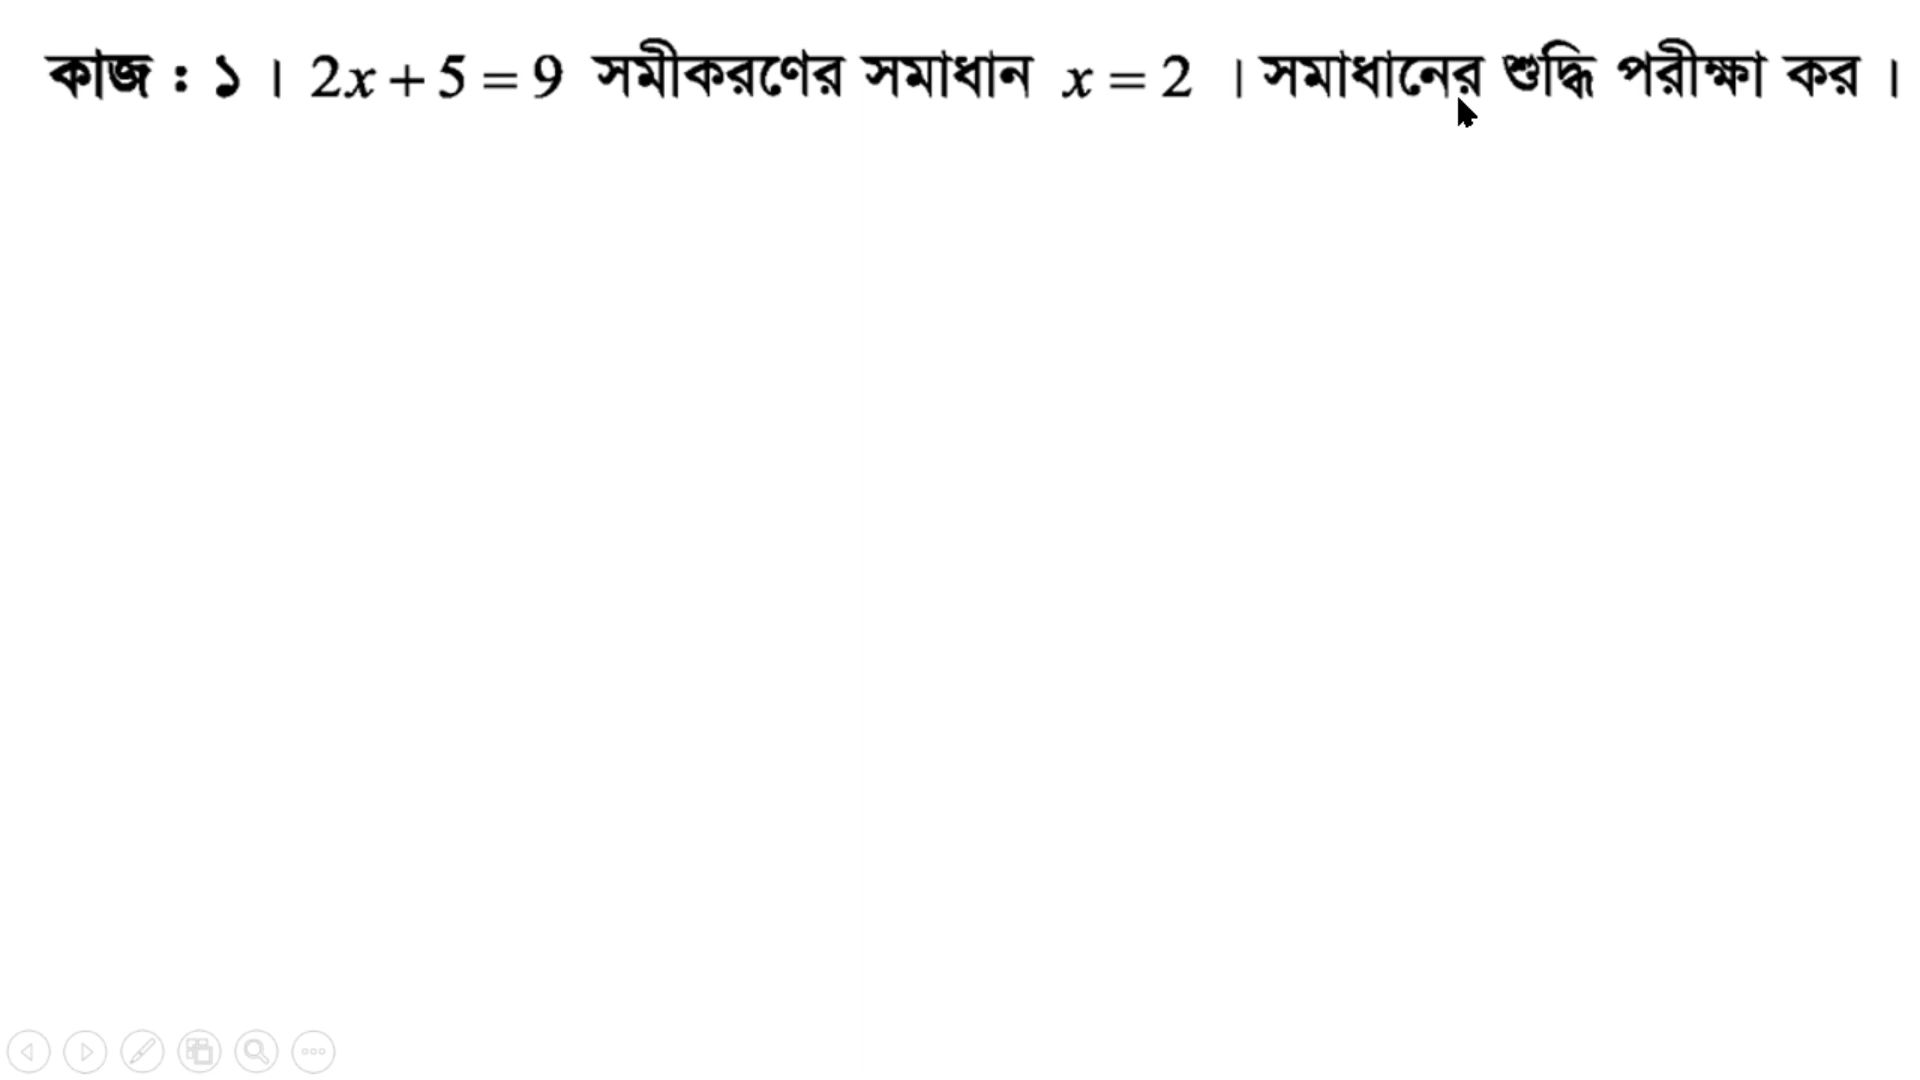 কাজ : ১ । 2x + 5 = 9 সমীকরণের সমাধান x = 2 । সমাধানের শুদ্ধি পরীক্ষা কর ।